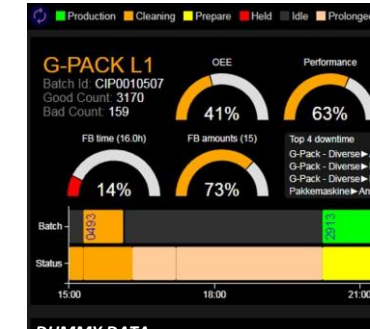 Production Cleaning Prepare Held Idle Prolonged
G-PACK L1
Batch Id: CIP0010507
Good Count: 3170
Bad Count: 159
OEE
41%
Performance
63%
FB time (16.0h)
14%
FB amounts (15)
73%
Top 4 downtime
G-Pack - Diverse►
G-Pack - Diverse►
G-Pack - Diverse►
Pakkemaskine►An
Batch
0493
2913
Status
15:00 18:00 21:00
DUMMY DATA